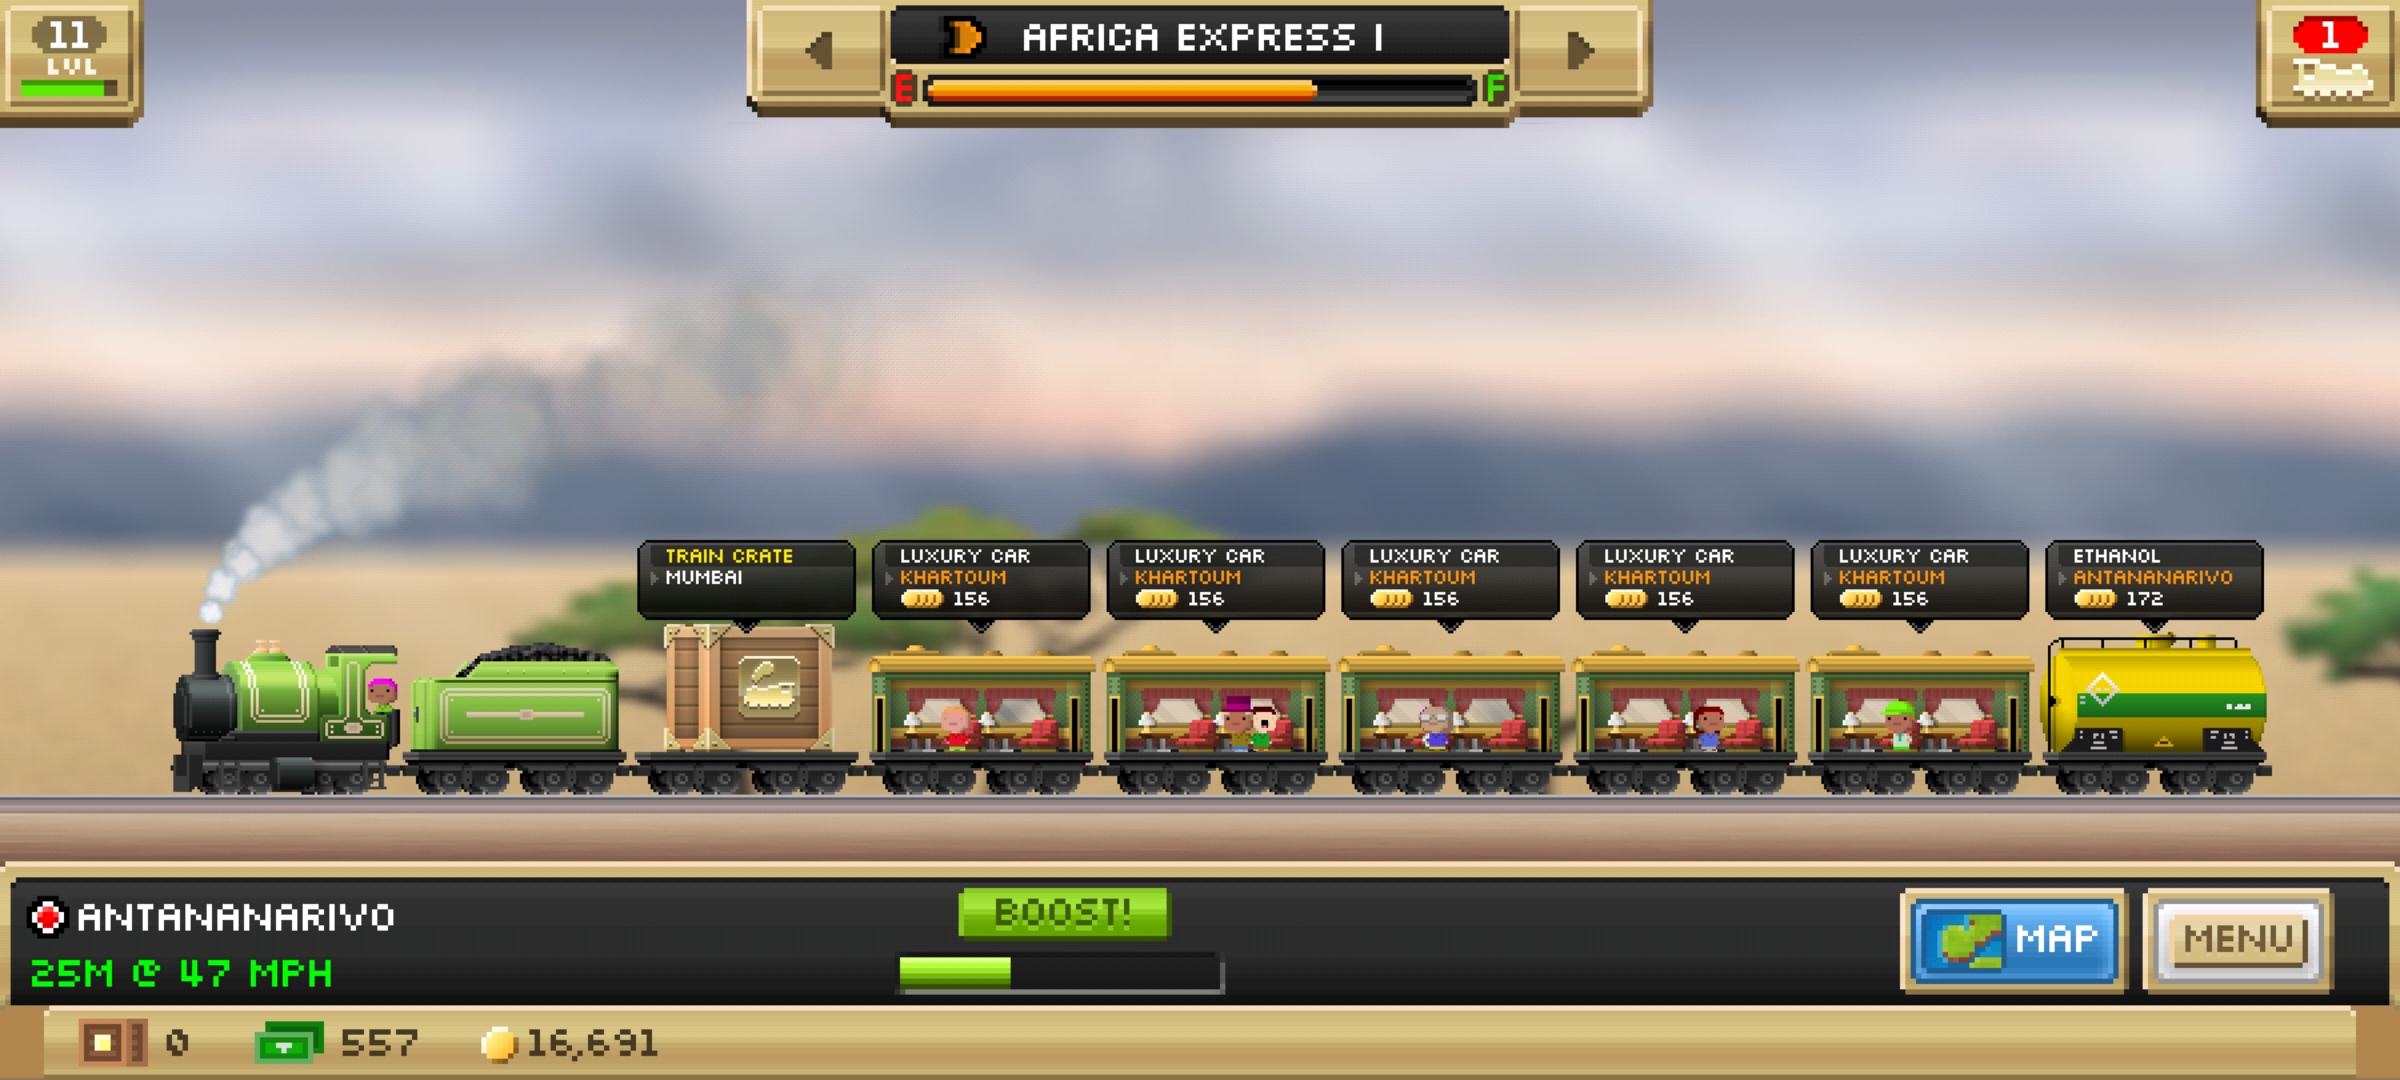 11
LVL
AFRICA EXPRESS I
E
F
1
TRAIN CRATE
MUMBAI
LUXURY CAR
KHARTOUM
156
LUXURY CAR
KHARTOUM
156
LUXURY CAR
KHARTOUM
156
LUXURY CAR
KHARTOUM
156
LUXURY CAR
KHARTOUM
156
ETHANOL
ANTANANARIVO
172
ANTANANARIVO
25M @ 47 MPH
BOOST!
MAP
MENU
0
557
16,691